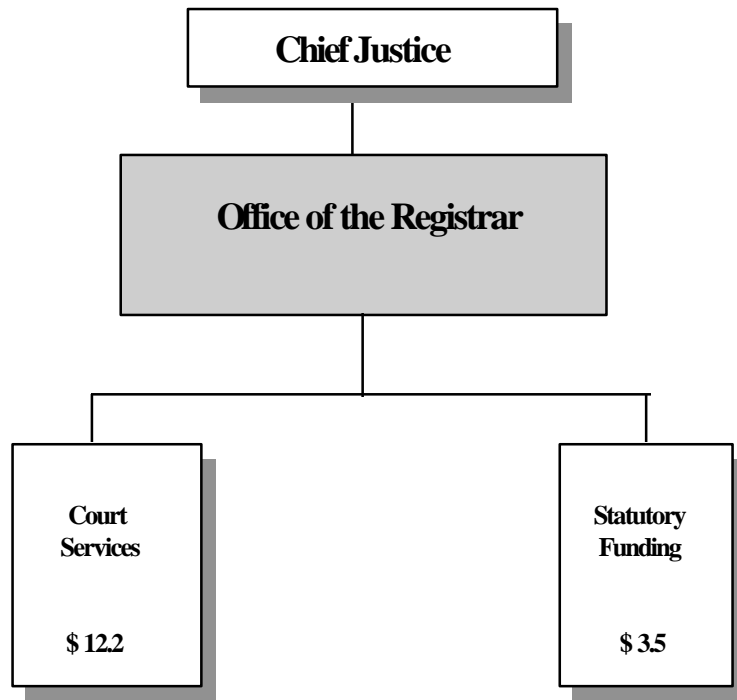 Chief Justice
Office of the Registrar
Court
Services
$ 12.2
Statutory
Funding
$ 3.5